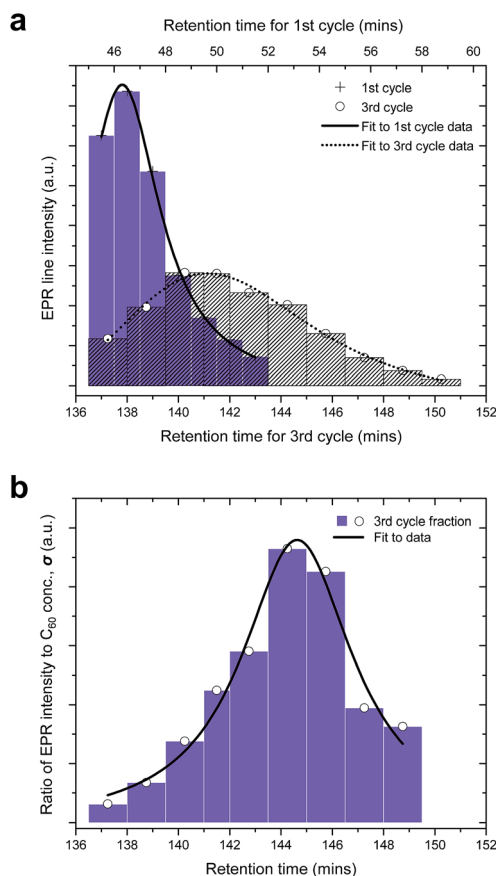 a
Retention time for 1st cycle (mins)
46 48 50 52 54 56 58 60
EPR line intensity (a.u.)
1st cycle
3rd cycle
Fit to 1st cycle data
Fit to 3rd cycle data
136 138 140 142 144 146 148 150 152
Retention time for 3rd cycle (mins)
b
Ratio of EPR intensity to C₆₀ conc., σ (a.u.)
3rd cycle fraction
Fit to data
136 138 140 142 144 146 148 150 152
Retention time (mins)